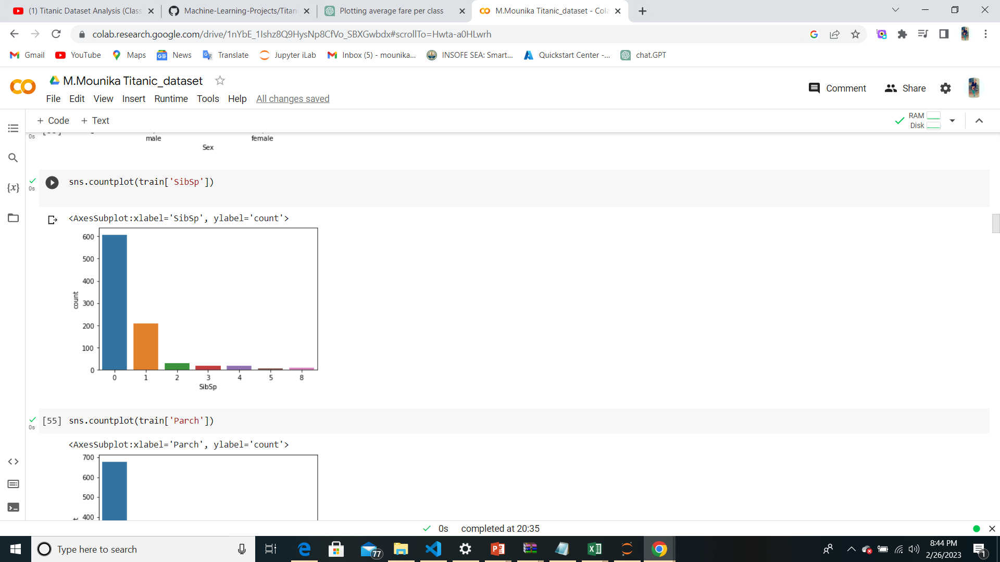 (1) Titanic Dataset Analysis (Class
Machine-Learning-Projects/Titani
Plotting average fare per class
M.Mounika Titanic_dataset - Cola
colab.research.google.com/drive/1nYbE_1Ishz8Q9HysNp8CfVo_SBXGwbdx#scrollTo=Hwta-a0HLwrh
Gmail
YouTube
Maps
News
Translate
Jupyter iLab
Inbox (5) - mounika...
INSOFE SEA: Smart...
Quickstart Center -...
chat.GPT
M.Mounika Titanic_dataset
File Edit View Insert Runtime Tools Help All changes saved
Comment
Share
+ Code + Text
RAM
Disk
0s
male female
Sex
0s
sns.countplot(train['SibSp'])
<AxesSubplot:xlabel='SibSp', ylabel='count'>
600
500
400
300
200
100
0
count
0 1 2 3 4 5 8
SibSp
0s
[55] sns.countplot(train['Parch'])
<AxesSubplot:xlabel='Parch', ylabel='count'>
700
600
500
400
0s completed at 20:35
Type here to search
77
8:44 PM
2/26/2023
1